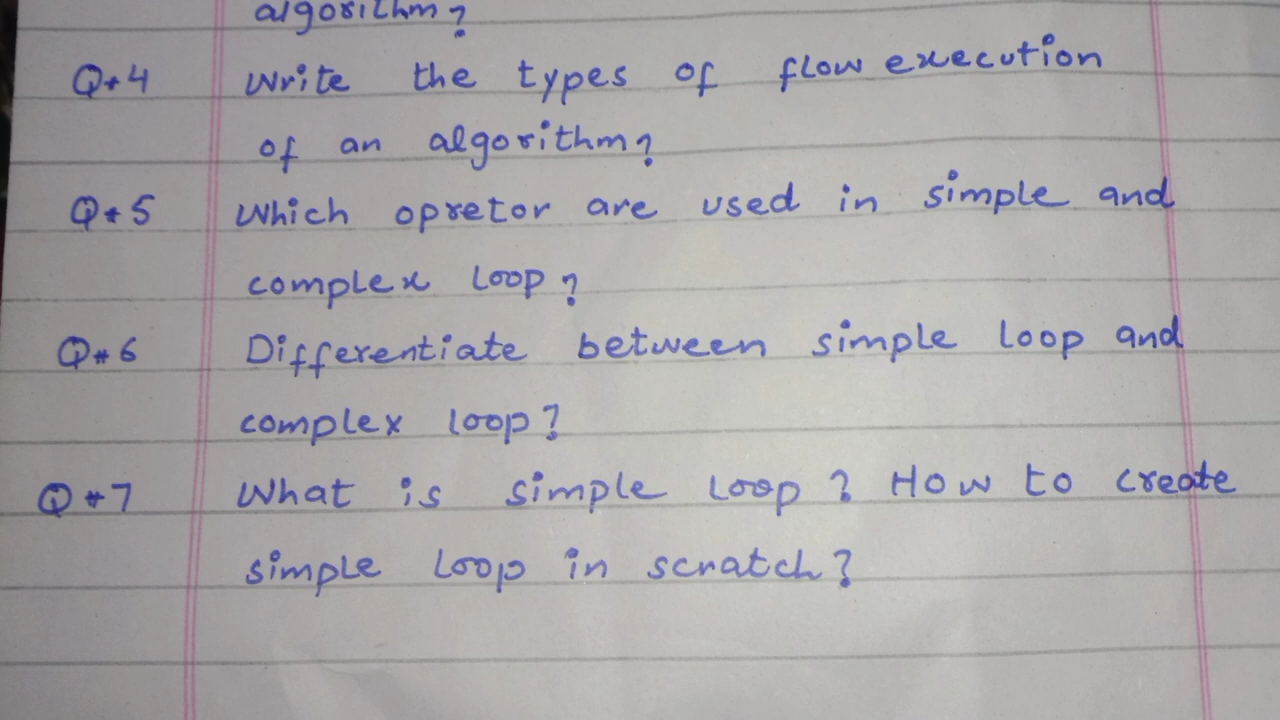 algorithm?
Q*4 Write the types of flow execution
of an algorithm?
Q*5 Which opretor are used in simple and
complex loop?
Q*6 Differentiate between simple loop and
complex loop?
Q*7 What is simple loop? How to create
simple loop in scratch?